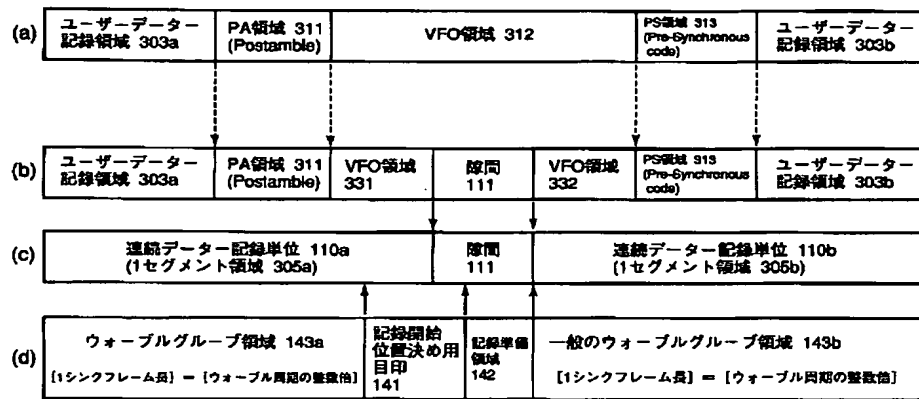 (a)
ユーザーデーター
記録領域 303a
PA領域 311
(Postamble)
VFO領域 312
PS領域 313
(Pre-Synchronous
code)
ユーザーデーター
記録領域 303b
(b)
ユーザーデーター
記録領域 303a
PA領域 311
(Postamble)
VFO領域
331
隙間
111
VFO領域
332
PS領域 313
(Pre-Synchronous
code)
ユーザーデーター
記録領域 303b
(c)
連続データー記録単位 110a
(1セグメント領域 305a)
隙間
111
連続データー記録単位 110b
(1セグメント領域 305b)
(d)
ウォーブルグルーブ領域 143a
[1シンクフレーム長] = [ウォーブル周期の整数倍]
記録開始
位置決め用
目印
141
記録準備
領域
142
一般のウォーブルグルーブ領域 143b
[1シンクフレーム長] = [ウォーブル周期の整数倍]